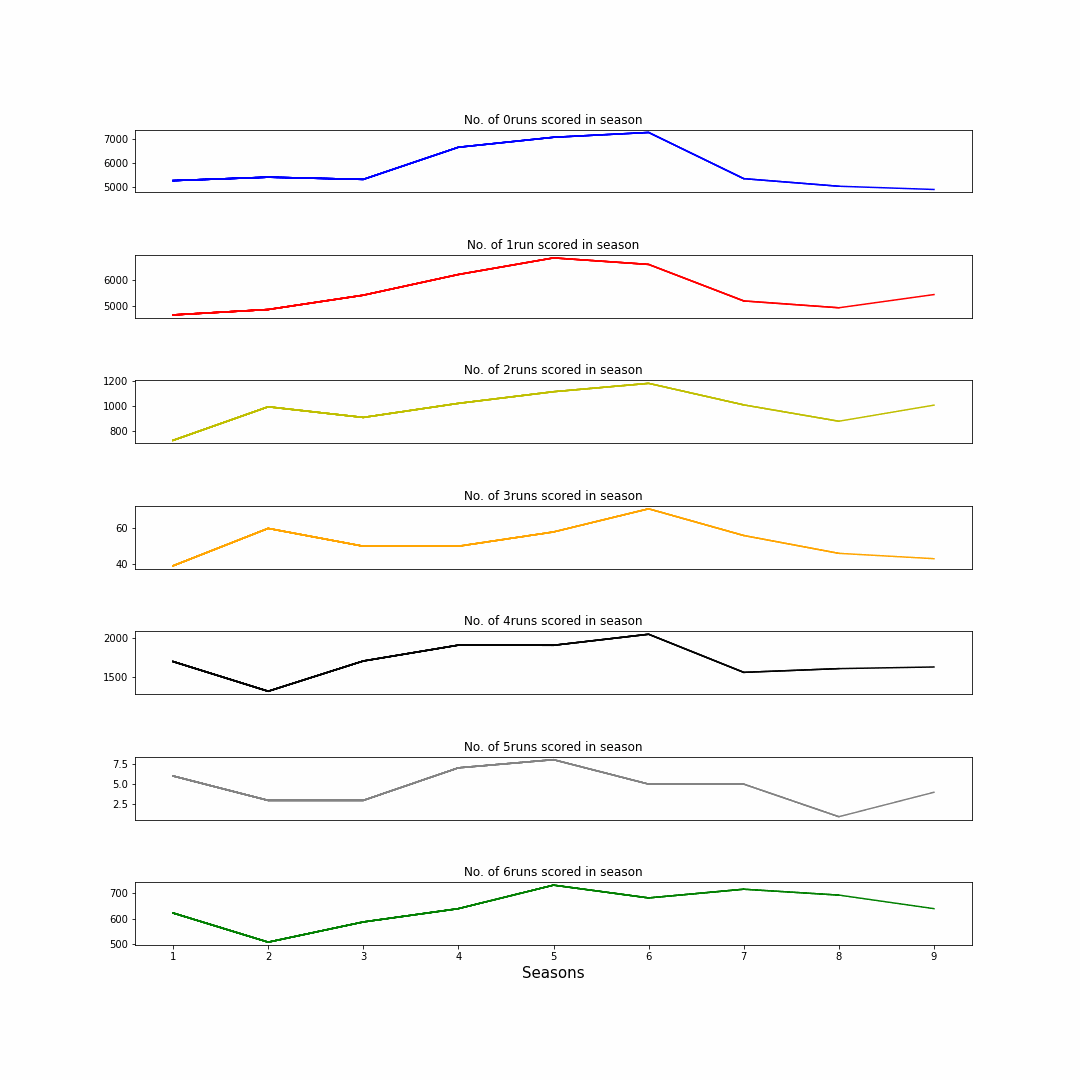 No. of 0runs scored in season
7000
6000
5000
No. of 1run scored in season
6000
5000
No. of 2runs scored in season
1200
1000
800
No. of 3runs scored in season
60
40
No. of 4runs scored in season
2000
1500
No. of 5runs scored in season
7.5
5.0
2.5
No. of 6runs scored in season
700
600
500
1 2 3 4 5 6 7 8 9
Seasons